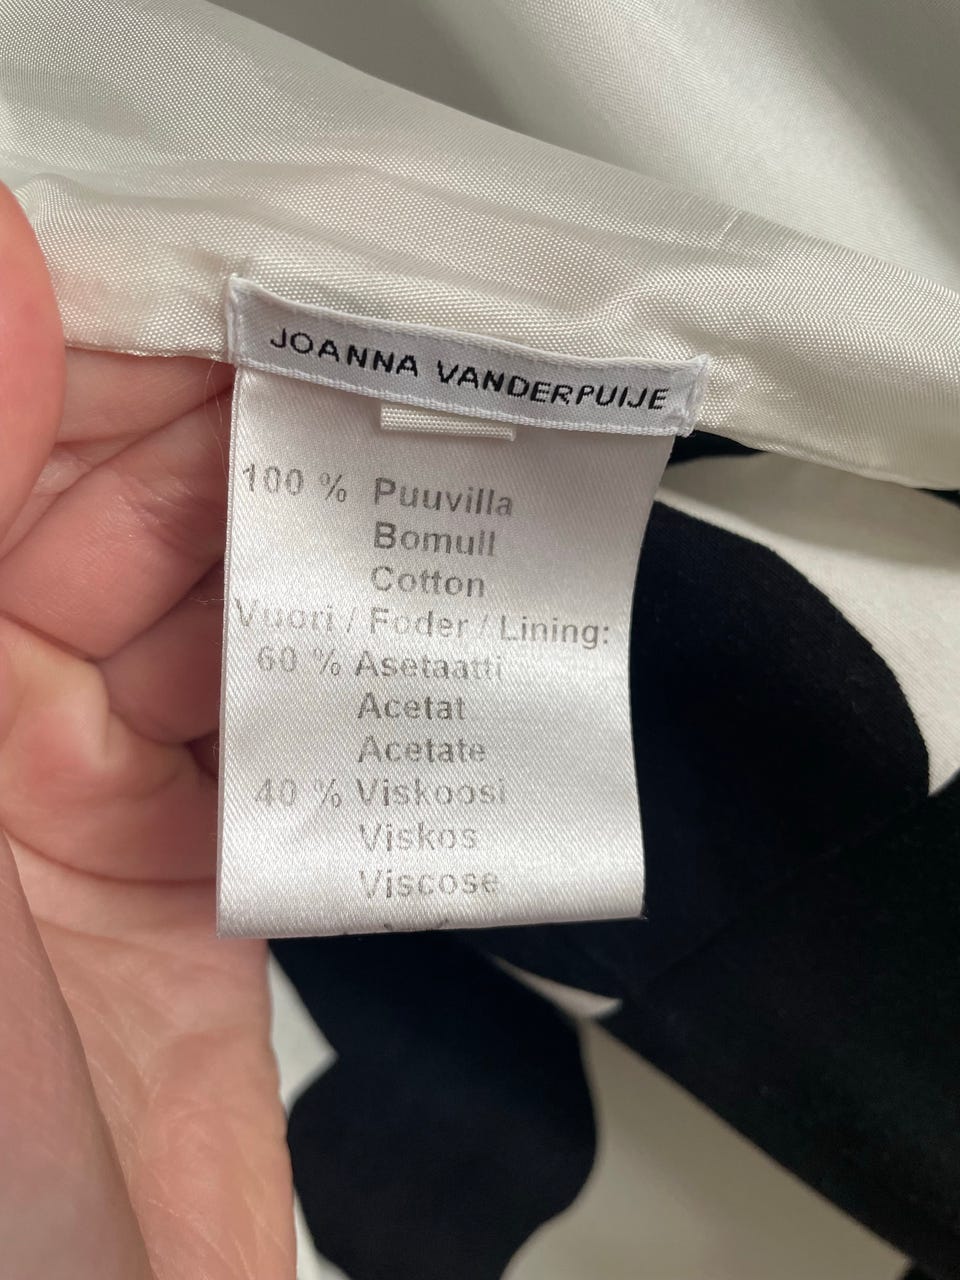 JOANNA VANDERPUIJE
100 % Puuvilla
Bomull
Cotton
Vuori / Foder / Lining:
60 % Asetaatti
Acetat
Acetate
40 % Viskoosi
Viskos
Viscose